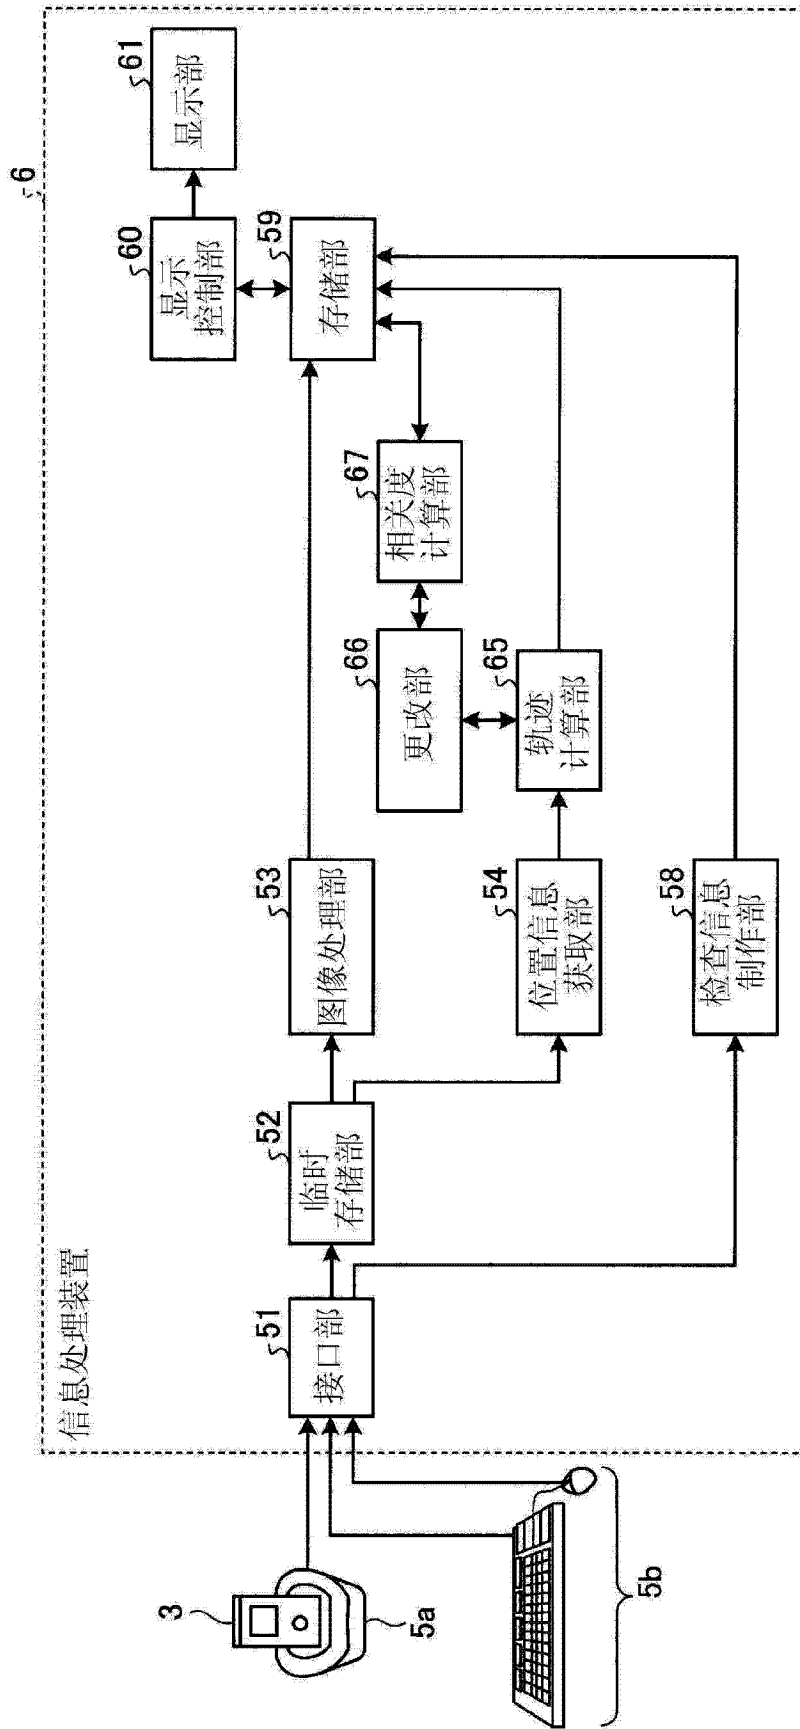 6
信息处理装置
3
5a
5b
51
接口部
52
临时
存储部
53
图像处理部
54
位置信息
获取部
58
检查信息
制作部
65
轨迹
计算部
66
更改部
67
相关度
计算部
59
存储部
60
显示
控制部
61
显示部